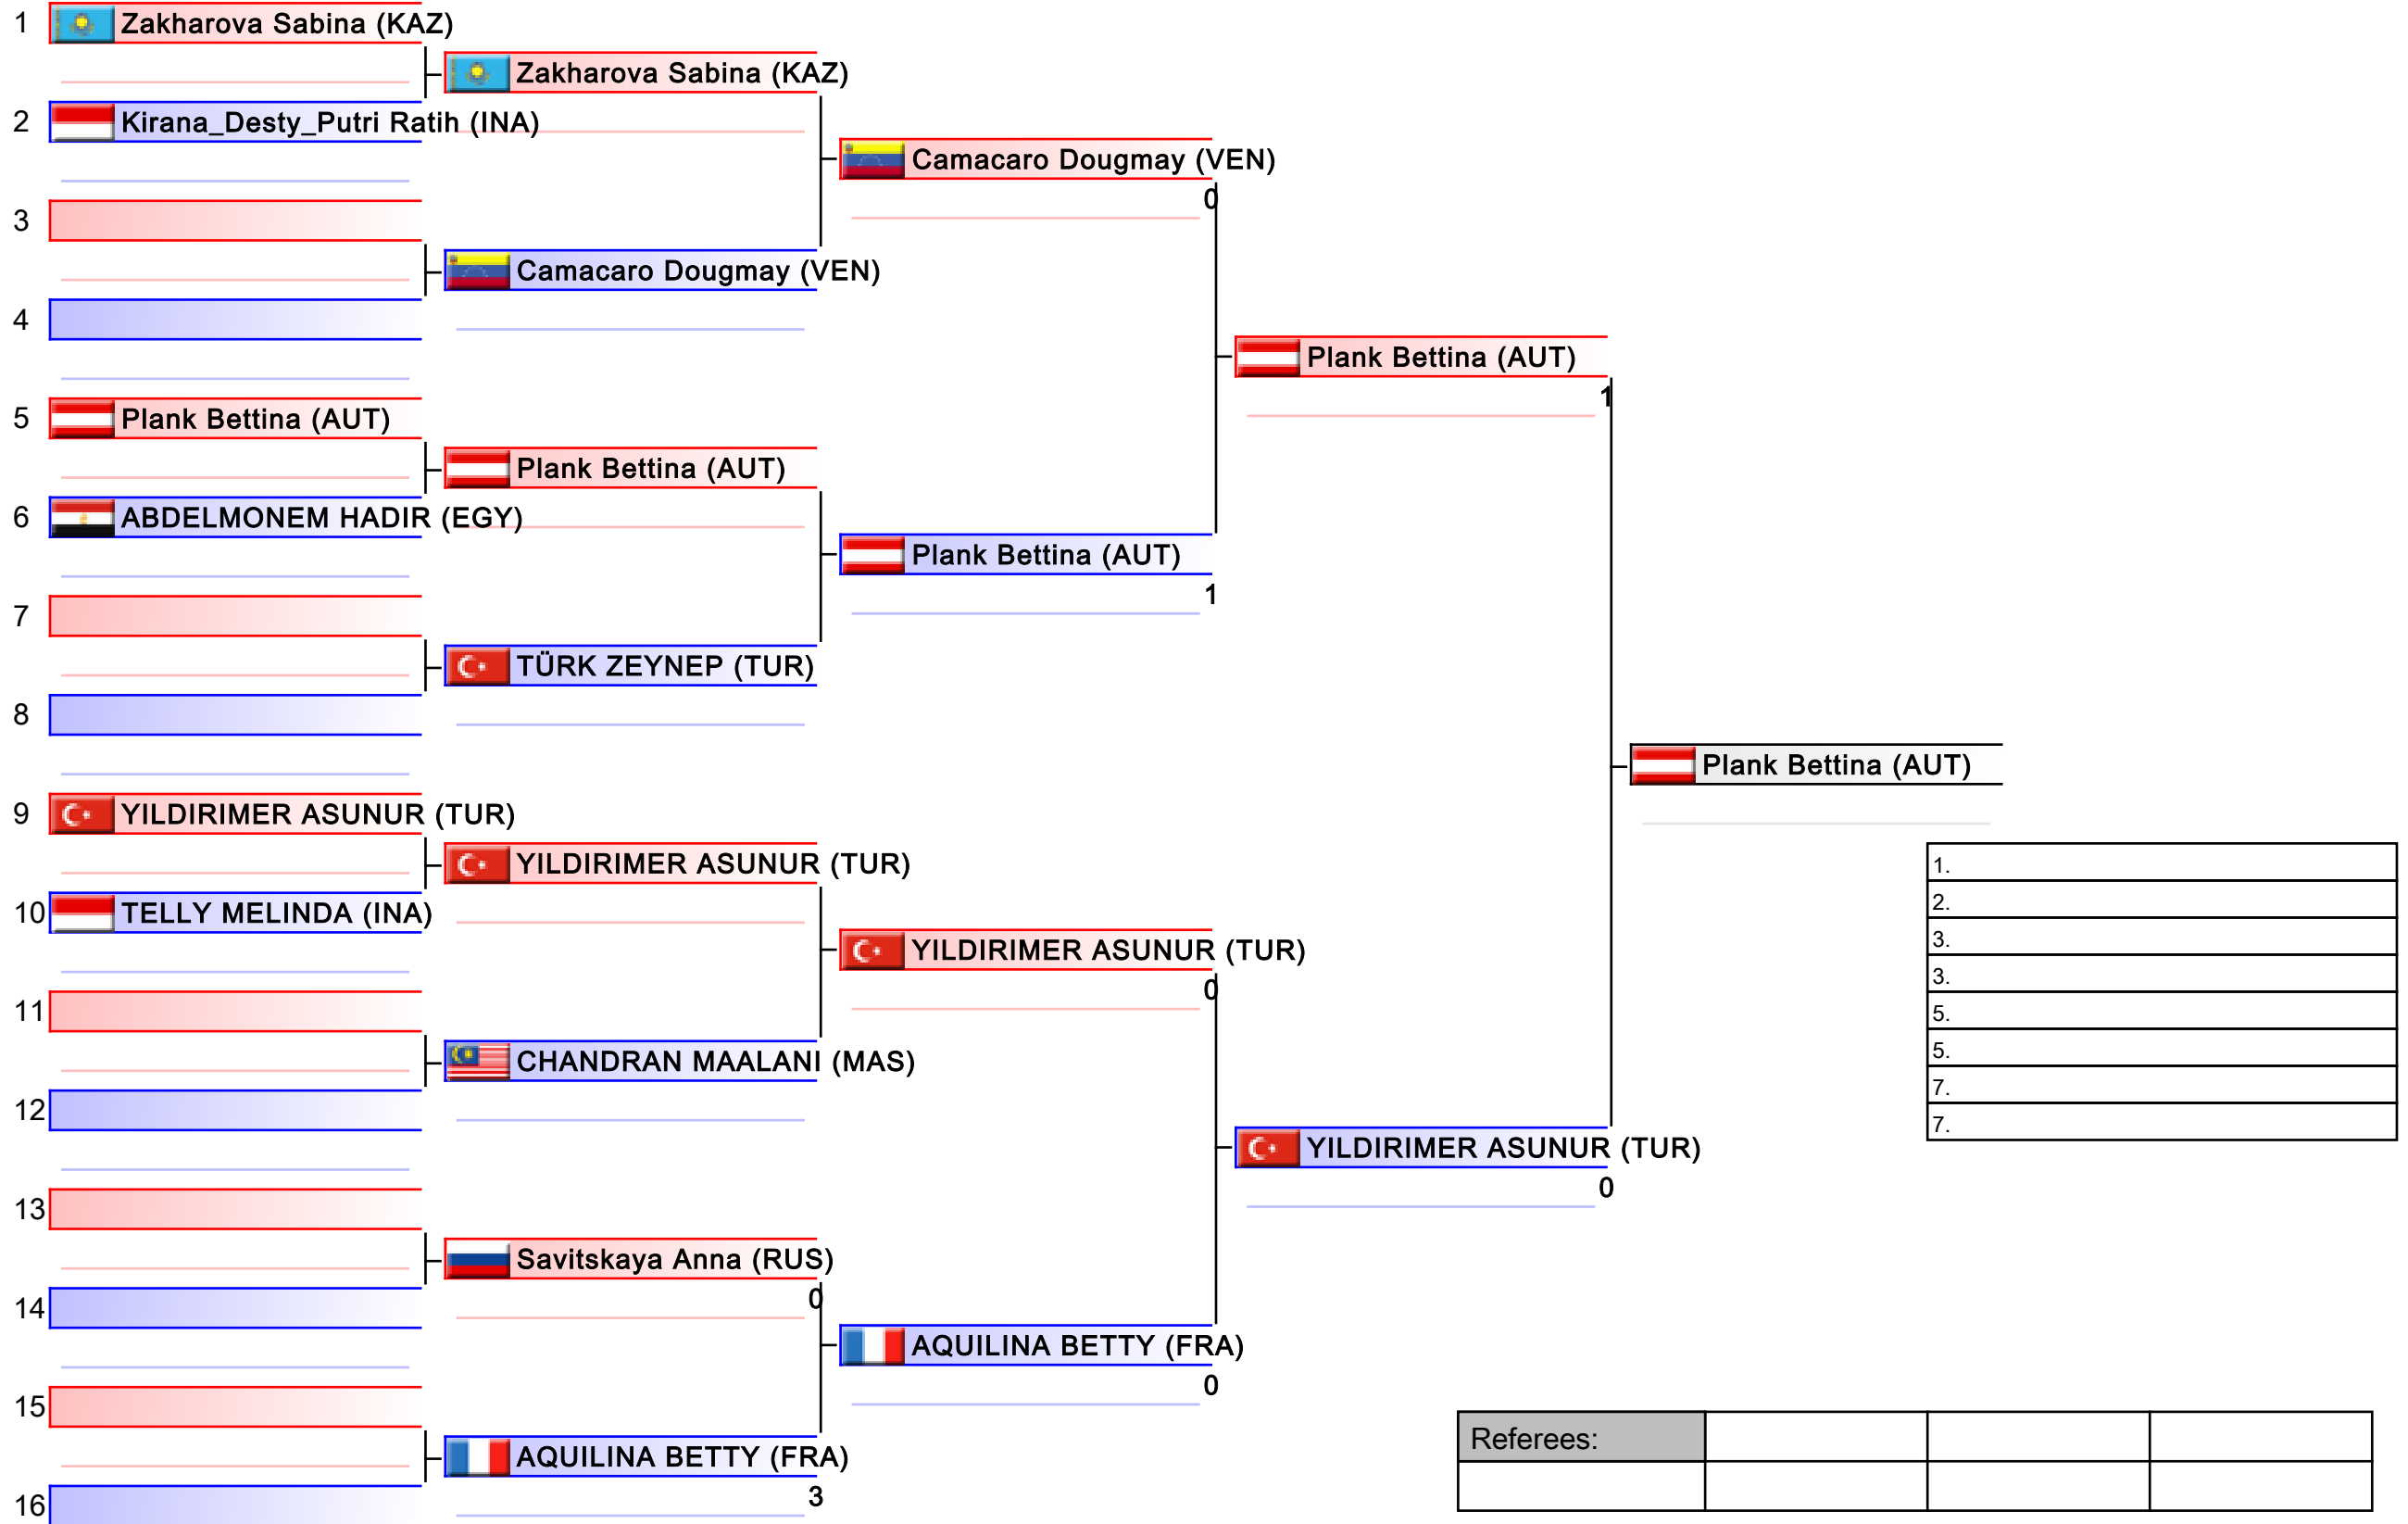 1 Zakharova Sabina (KAZ)
Zakharova Sabina (KAZ)
2 Kirana_Desty_Putri Ratih (INA)
Camacaro Dougmay (VEN)
0
3
Camacaro Dougmay (VEN)
4
Plank Bettina (AUT)
1
5 Plank Bettina (AUT)
Plank Bettina (AUT)
6 ABDELMONEM HADIR (EGY)
Plank Bettina (AUT)
1
7
TÜRK ZEYNEP (TUR)
8
Plank Bettina (AUT)
9 YILDIRIMER ASUNUR (TUR)
YILDIRIMER ASUNUR (TUR)
10 TELLY MELINDA (INA)
YILDIRIMER ASUNUR (TUR)
0
11
CHANDRAN MAALANI (MAS)
12
YILDIRIMER ASUNUR (TUR)
0
13
Savitskaya Anna (RUS)
0
14
AQUILINA BETTY (FRA)
0
15
AQUILINA BETTY (FRA)
3
16
1.
2.
3.
3.
5.
5.
7.
7.
Referees: